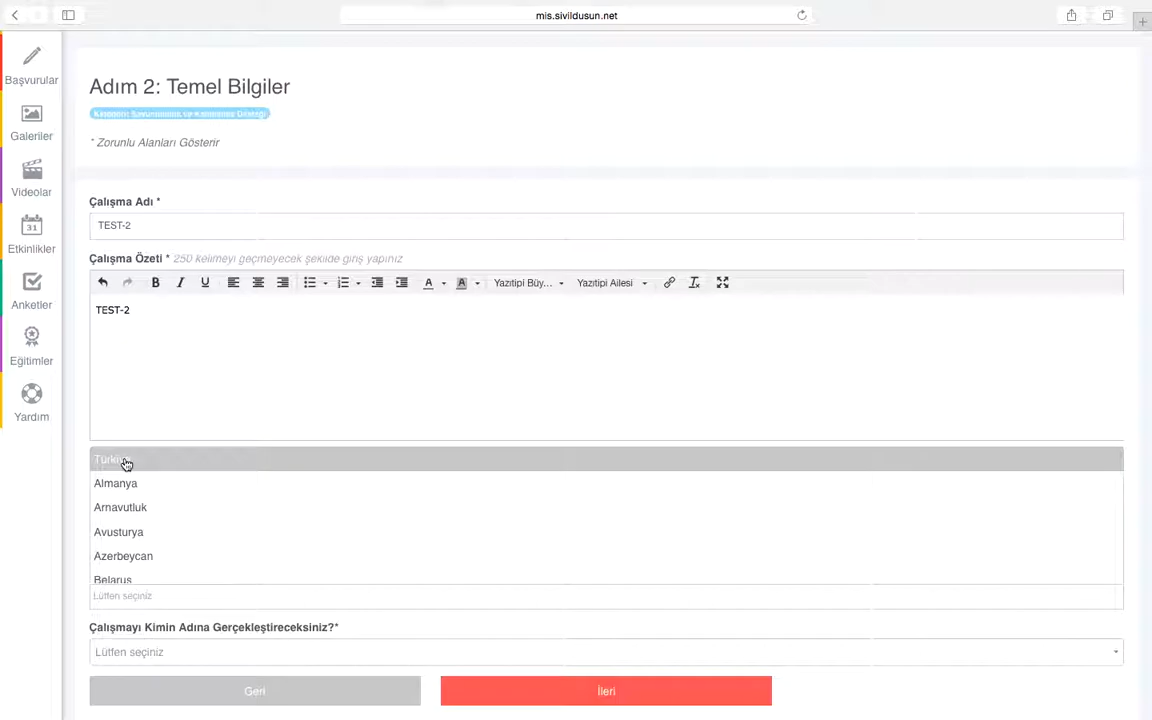 mis.sivildusun.net
Başvurular
Galeriler
Videolar
31
Etkinlikler
Anketler
Eğitimler
Yardım
Adım 2: Temel Bilgiler
* Zorunlu Alanları Gösterir
Çalışma Adı *
TEST-2
Çalışma Özeti * 250 kelimeyi geçmeyecek şekilde giriş yapınız
B I U A A Yazıtipi Büy... Yazıtipi Ailesi
TEST-2
Türkiye
Almanya
Arnavutluk
Avusturya
Azerbeycan
Belarus
Lütfen seçiniz
Çalışmayı Kimin Adına Gerçekleştireceksiniz?*
Lütfen seçiniz
Geri
İleri